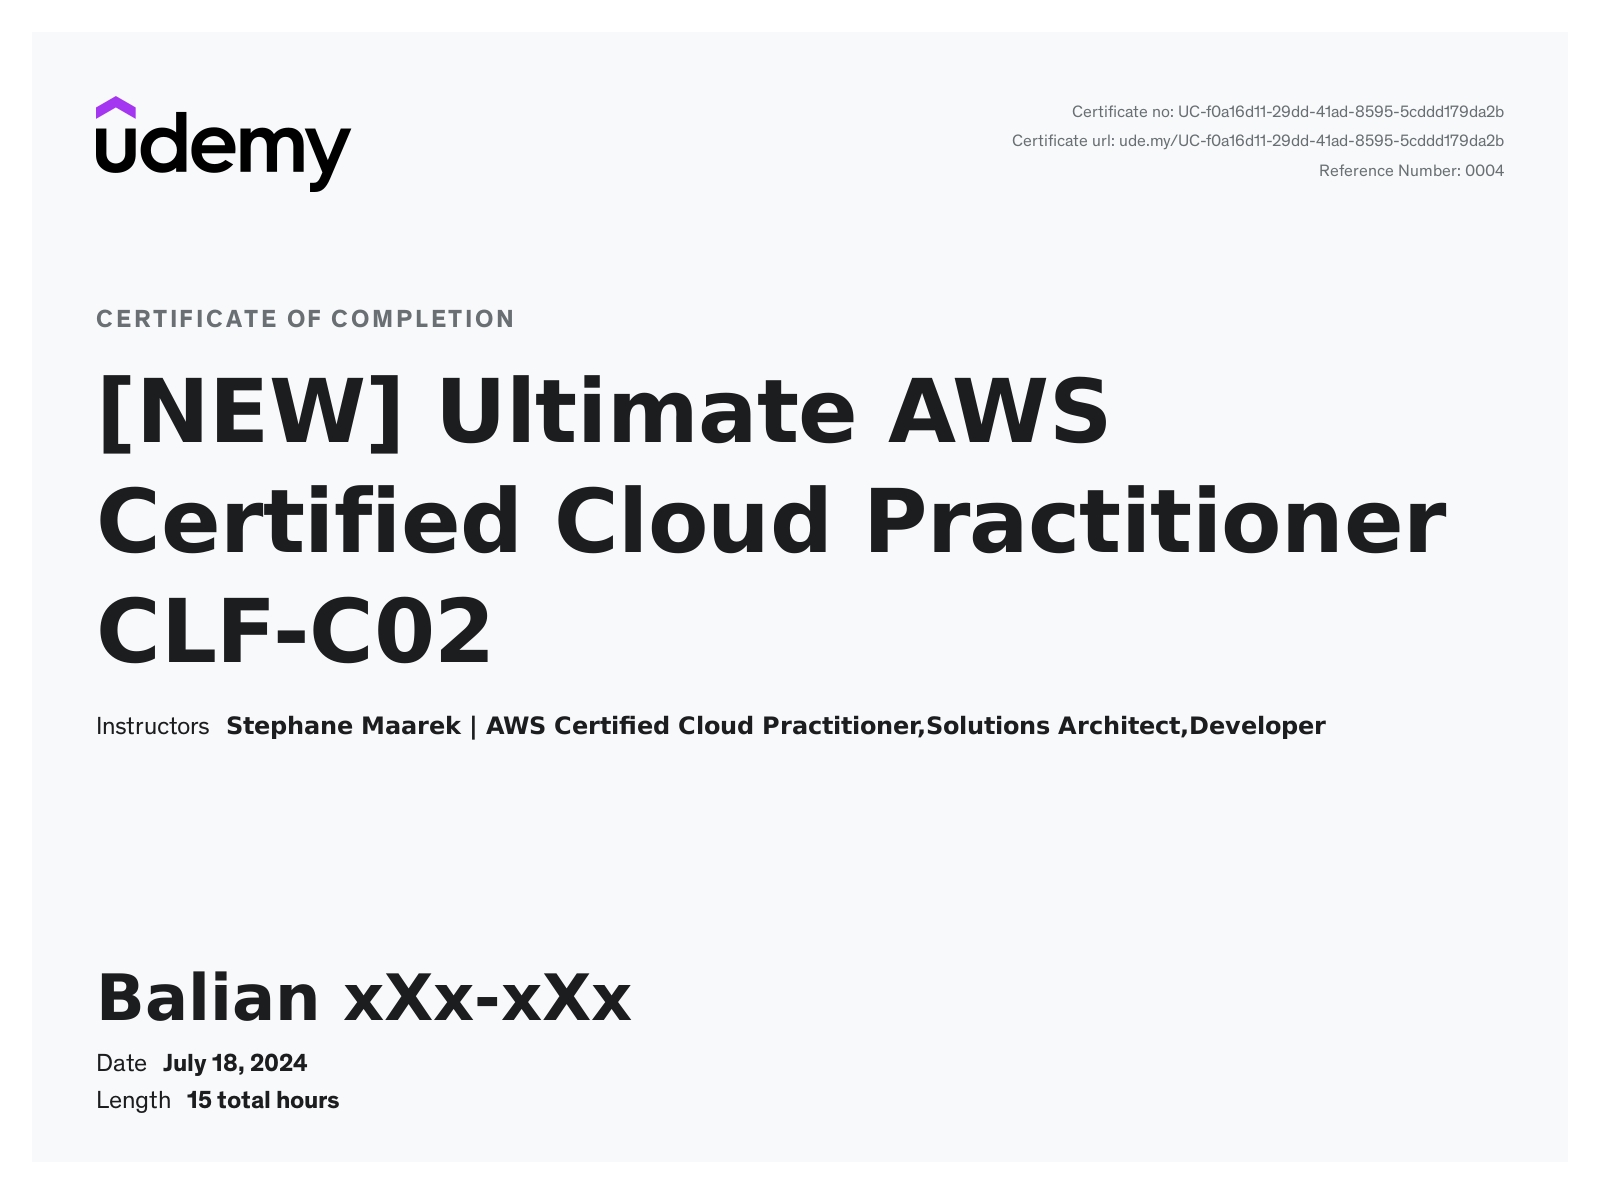 udemy
Certificate no: UC-f0a16d11-29dd-41ad-8595-5cddd179da2b
Certificate url: ude.my/UC-f0a16d11-29dd-41ad-8595-5cddd179da2b
Reference Number: 0004
CERTIFICATE OF COMPLETION
[NEW] Ultimate AWS
Certified Cloud Practitioner
CLF-C02
Instructors Stephane Maarek | AWS Certified Cloud Practitioner,Solutions Architect,Developer
Balian xXx-xXx
Date July 18, 2024
Length 15 total hours